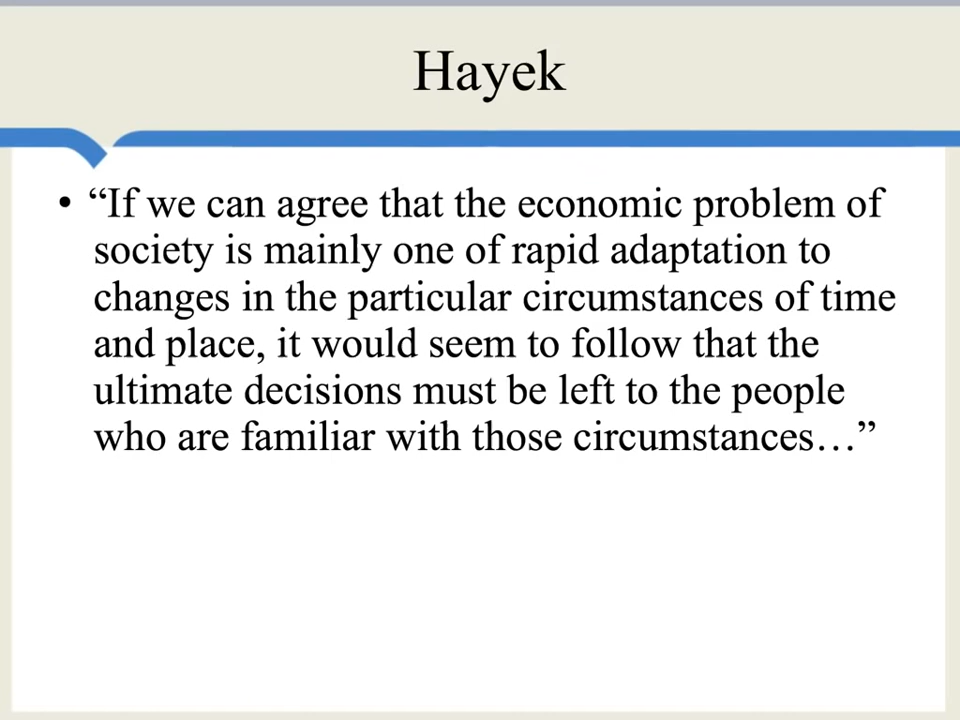 Hayek
• “If we can agree that the economic problem of
society is mainly one of rapid adaptation to
changes in the particular circumstances of time
and place, it would seem to follow that the
ultimate decisions must be left to the people
who are familiar with those circumstances…”